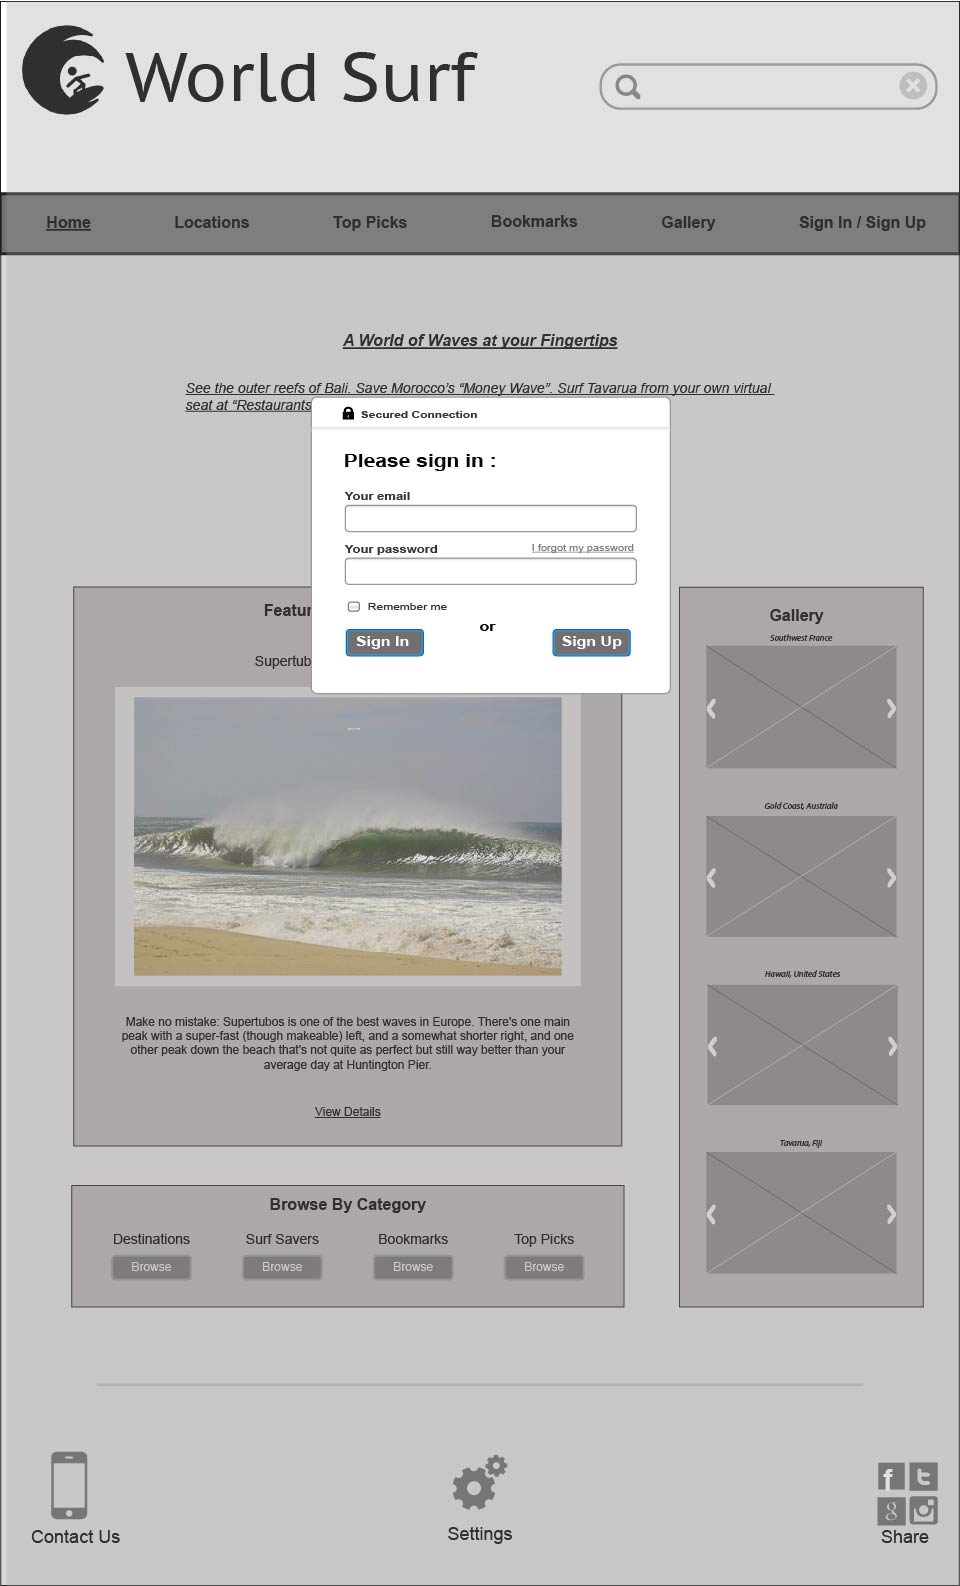 World Surf
Home Locations Top Picks Bookmarks Gallery Sign In / Sign Up
A World of Waves at your Fingertips
See the outer reefs of Bali. Save Morocco's “Money Wave”. Surf Tavarua from your own virtual
seat at “Restaurants
Secured Connection
Please sign in :
Your email
Your password I forgot my password
Remember me
or
Sign In Sign Up
Featur
Supertub
Make no mistake: Supertubos is one of the best waves in Europe. There's one main
peak with a super-fast (though makeable) left, and a somewhat shorter right, and one
other peak down the beach that's not quite as perfect but still way better than your
average day at Huntington Pier.
View Details
Gallery
Southwest France
Gold Coast, Austriala
Hawaii, United States
Tavarua, Fiji
Browse By Category
Destinations Surf Savers Bookmarks Top Picks
Browse Browse Browse Browse
Contact Us
Settings
Share